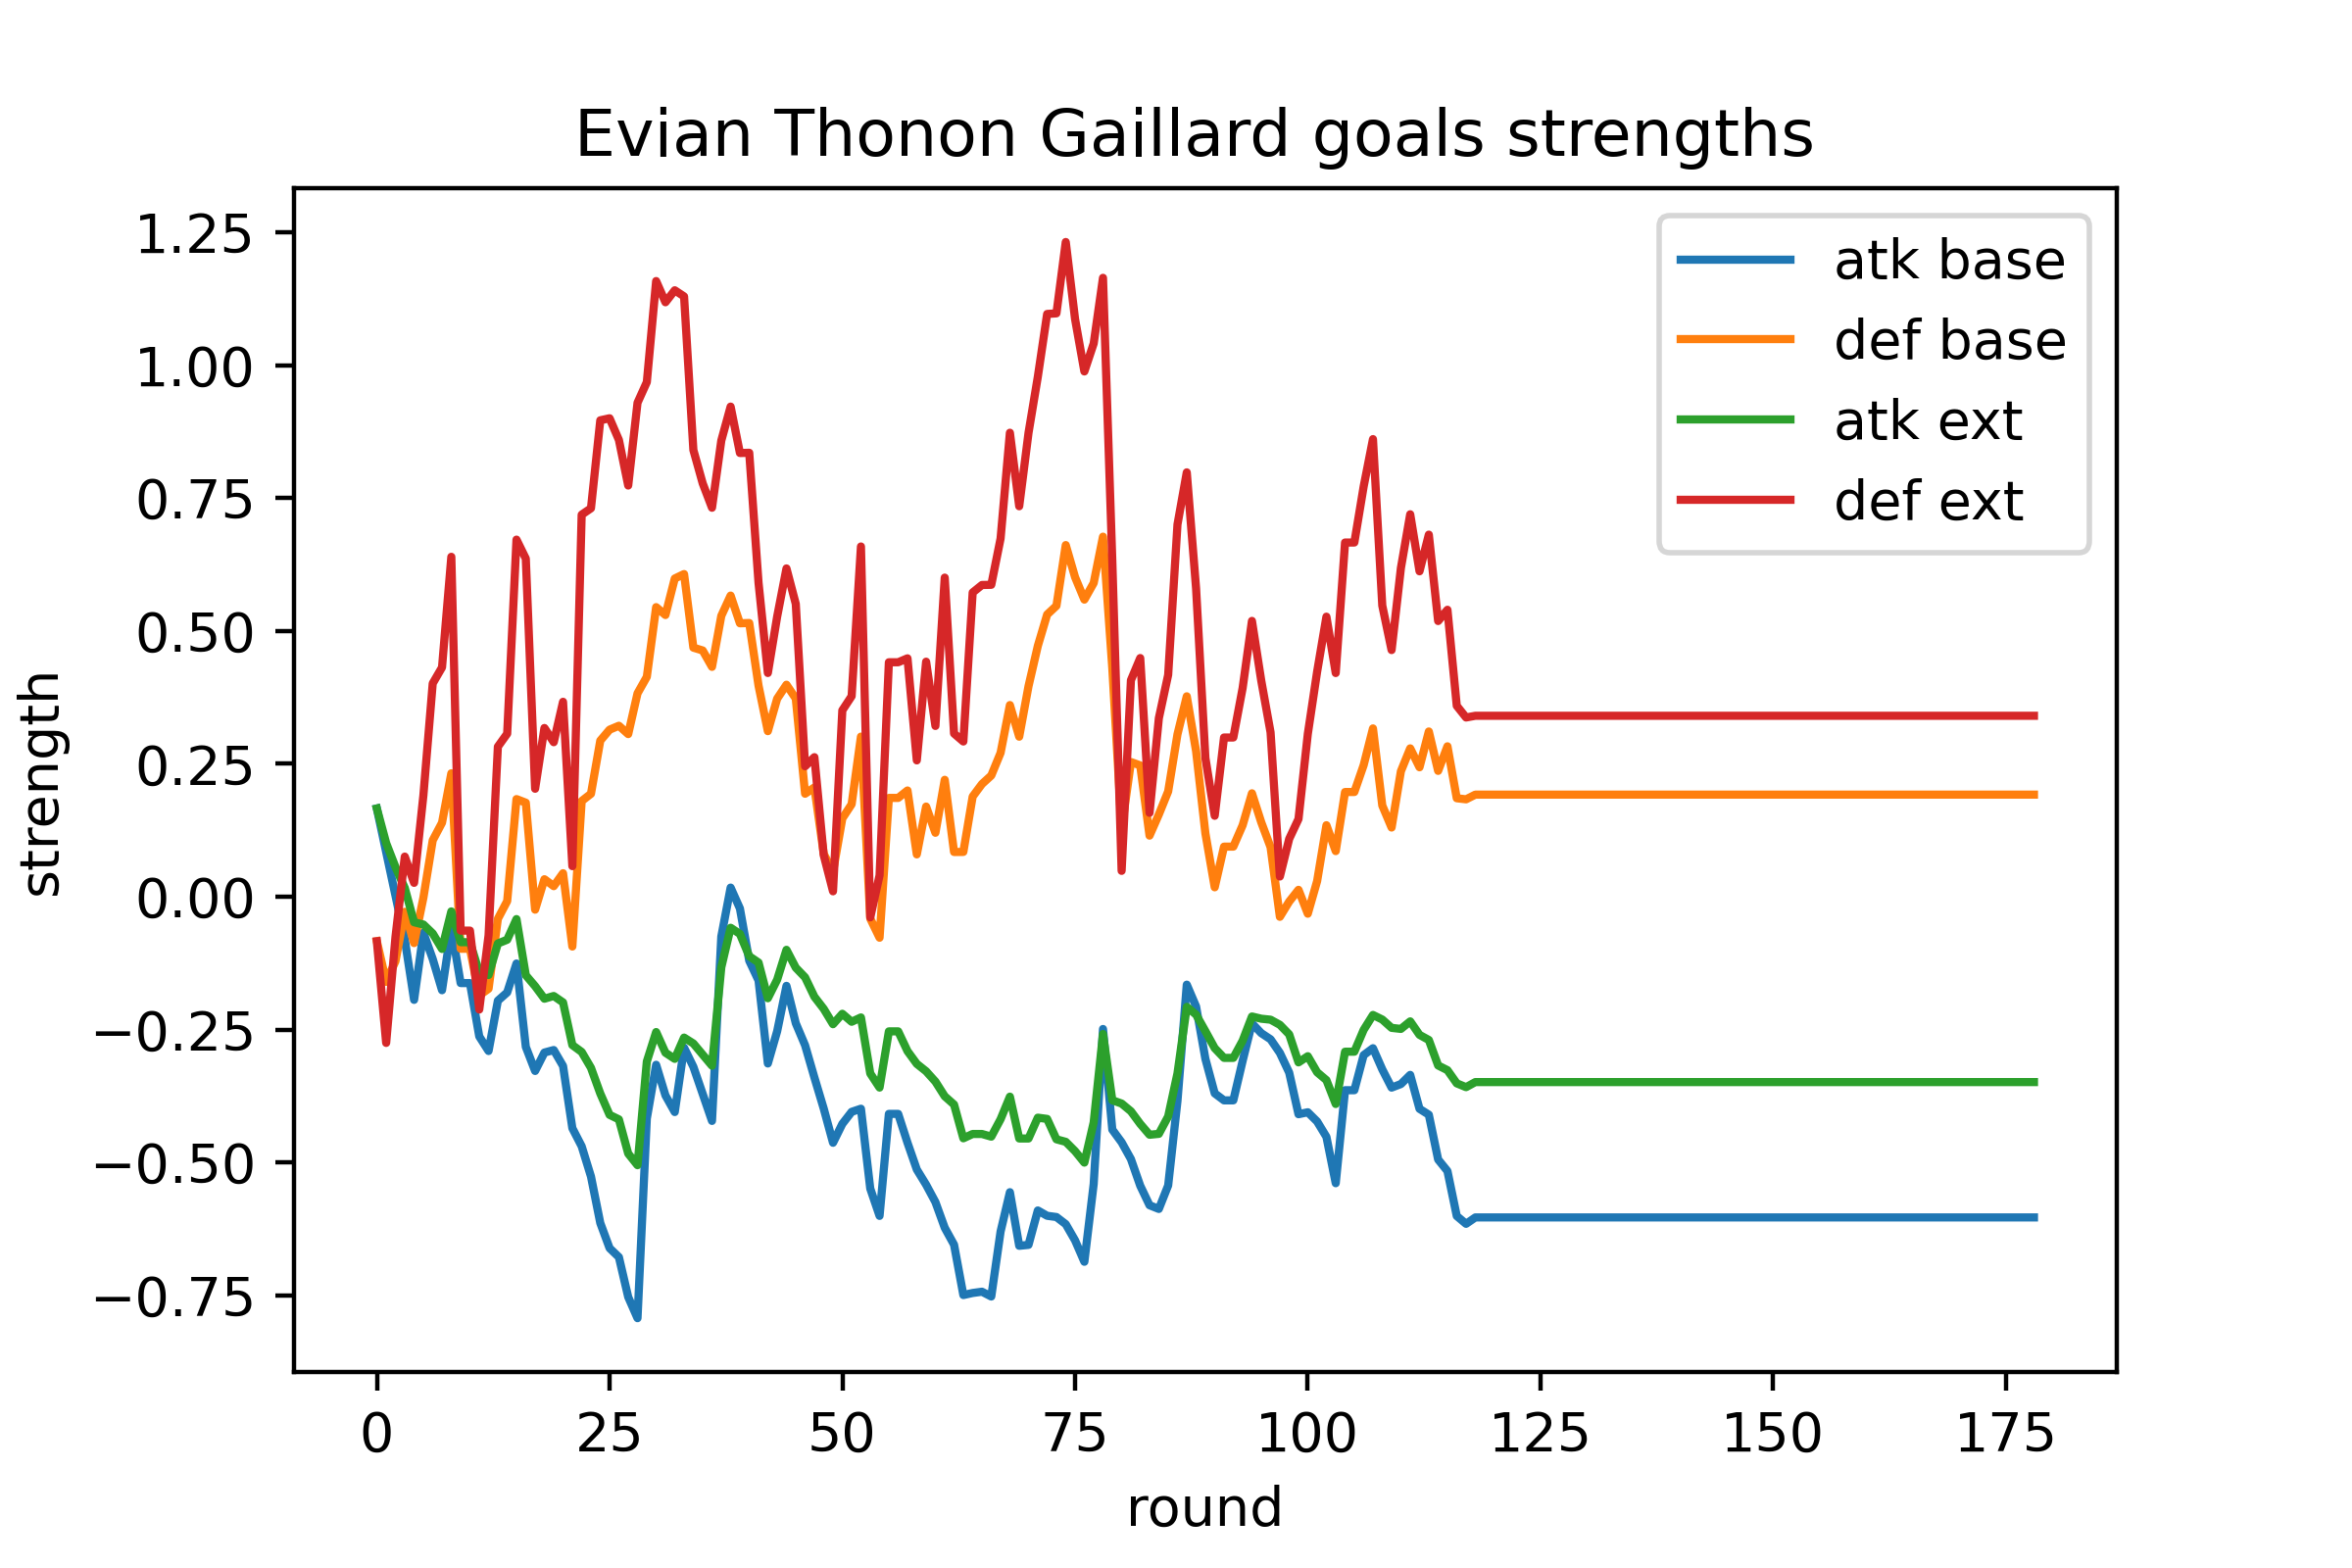 Evian Thonon Gaillard goals strengths
1.25
1.00
0.75
0.50
0.25
0.00
−0.25
−0.50
−0.75
strength
atk base
def base
atk ext
def ext
0 25 50 75 100 125 150 175
round